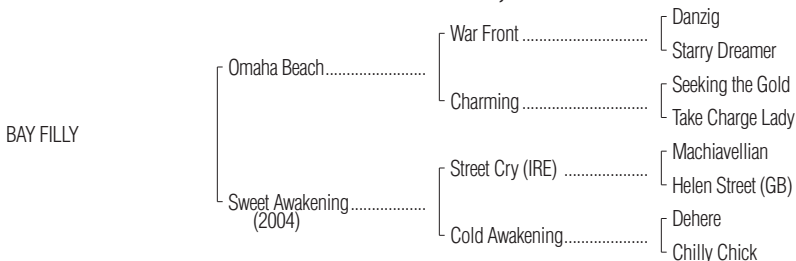 BAY FILLY
Omaha Beach........................
Sweet Awakening..................
(2004)
War Front ..............................
Charming ..............................
Street Cry (IRE) ....................
Cold Awakening....................
Danzig
Starry Dreamer
Seeking the Gold
Take Charge Lady
Machiavellian
Helen Street (GB)
Dehere
Chilly Chick